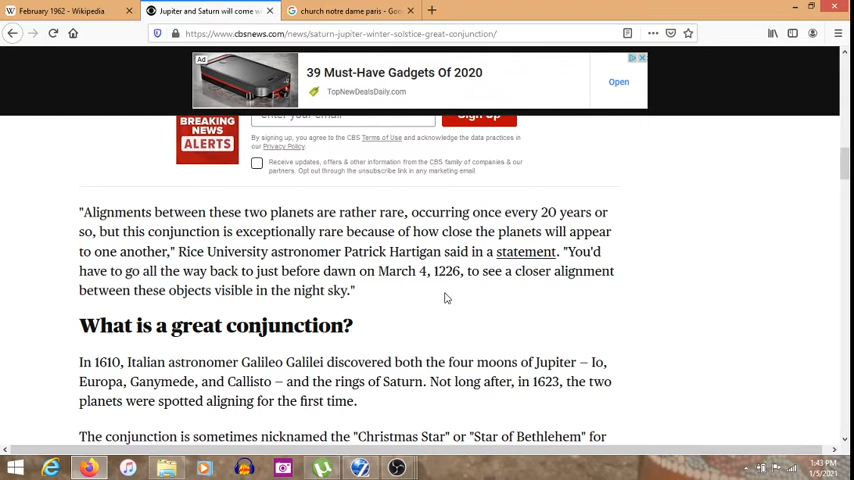 February 1962 - Wikipedia
Jupiter and Saturn will come w
church notre dame paris - Goo
https://www.cbsnews.com/news/saturn-jupiter-winter-solstice-great-conjunction/
Ad
39 Must-Have Gadgets Of 2020
TopNewDealsDaily.com
Open
BREAKING
NEWS
ALERTS
Enter your email
Sign Up
By signing up, you agree to the CBS Terms of Use and acknowledge the data practices in
our Privacy Policy.
Receive updates, offers & other information from the CBS family of companies & our
partners. Opt out through the unsubscribe link in any marketing email.
"Alignments between these two planets are rather rare, occurring once every 20 years or
so, but this conjunction is exceptionally rare because of how close the planets will appear
to one another," Rice University astronomer Patrick Hartigan said in a statement. "You'd
have to go all the way back to just before dawn on March 4, 1226, to see a closer alignment
between these objects visible in the night sky."
What is a great conjunction?
In 1610, Italian astronomer Galileo Galilei discovered both the four moons of Jupiter — Io,
Europa, Ganymede, and Callisto — and the rings of Saturn. Not long after, in 1623, the two
planets were spotted aligning for the first time.
The conjunction is sometimes nicknamed the "Christmas Star" or "Star of Bethlehem" for
1:43 PM
1/5/2021